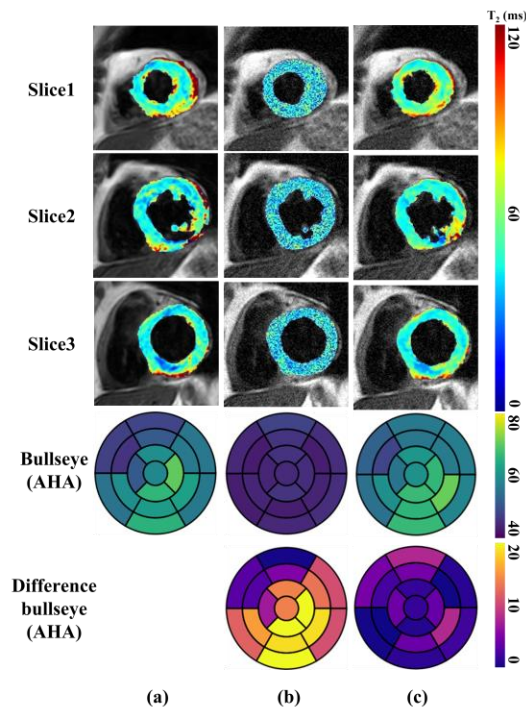 T₂ (ms)
120
Slice1
60
Slice2
Slice3
0
80
Bullseye
(AHA)
60
40
20
Difference
bullseye
(AHA)
10
0
(a) (b) (c)